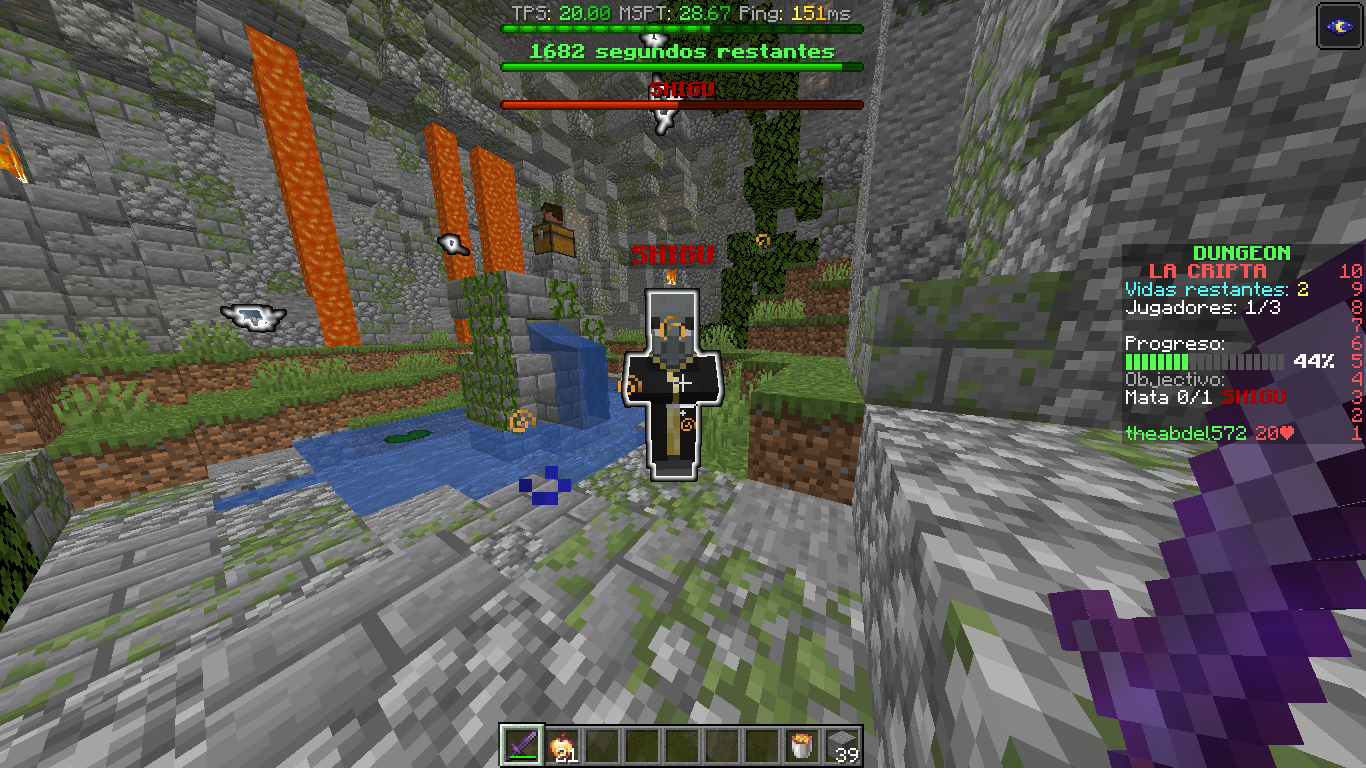 TPS: 20.00 MSPT: 28.67 Ping: 151ms
1682 segundos restantes
SHIGU
SHIGU
DUNGEON
LA CRIPTA 10
Vidas restantes: 2 9
Jugadores: 1/3 8
7
Progreso: 6
44% 5
Objectivo: 4
Mata 0/1 SHIGU 3
2
theabdel572 20❤ 1
21
39